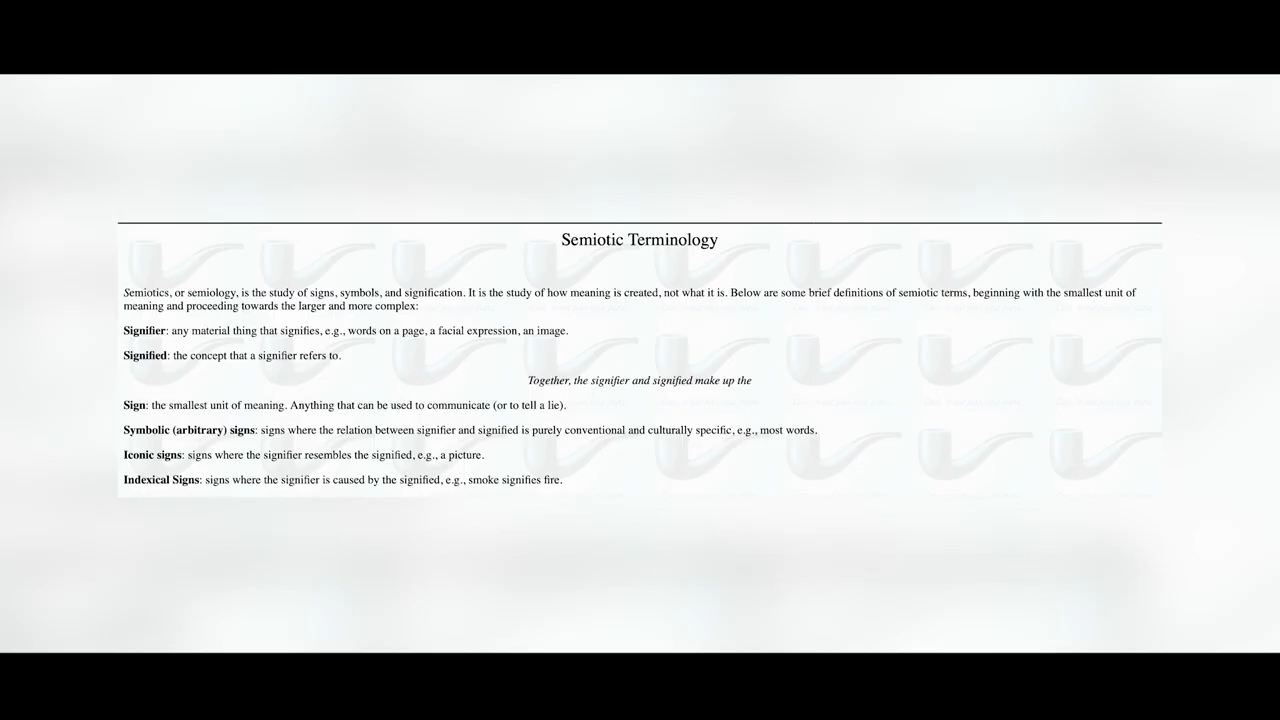 Semiotic Terminology
Semiotics, or semiology, is the study of signs, symbols, and signification. It is the study of how meaning is created, not what it is. Below are some brief definitions of semiotic terms, beginning with the smallest unit of
meaning and proceeding towards the larger and more complex:
Signifier: any material thing that signifies, e.g., words on a page, a facial expression, an image.
Signified: the concept that a signifier refers to.
Together, the signifier and signified make up the
Sign: the smallest unit of meaning. Anything that can be used to communicate (or to tell a lie).
Symbolic (arbitrary) signs: signs where the relation between signifier and signified is purely conventional and culturally specific, e.g., most words.
Iconic signs: signs where the signifier resembles the signified, e.g., a picture.
Indexical Signs: signs where the signifier is caused by the signified, e.g., smoke signifies fire.